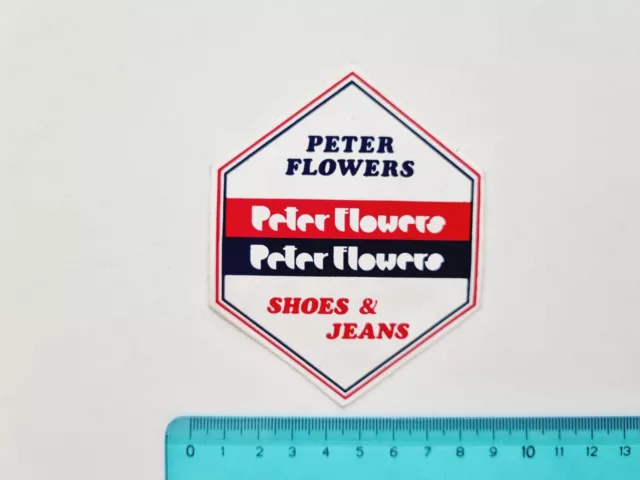 PETER
FLOWERS
Peter Flowers
Peter Flowers
SHOES &
JEANS
0 1 2 3 4 5 6 7 8 9 10 11 12 13